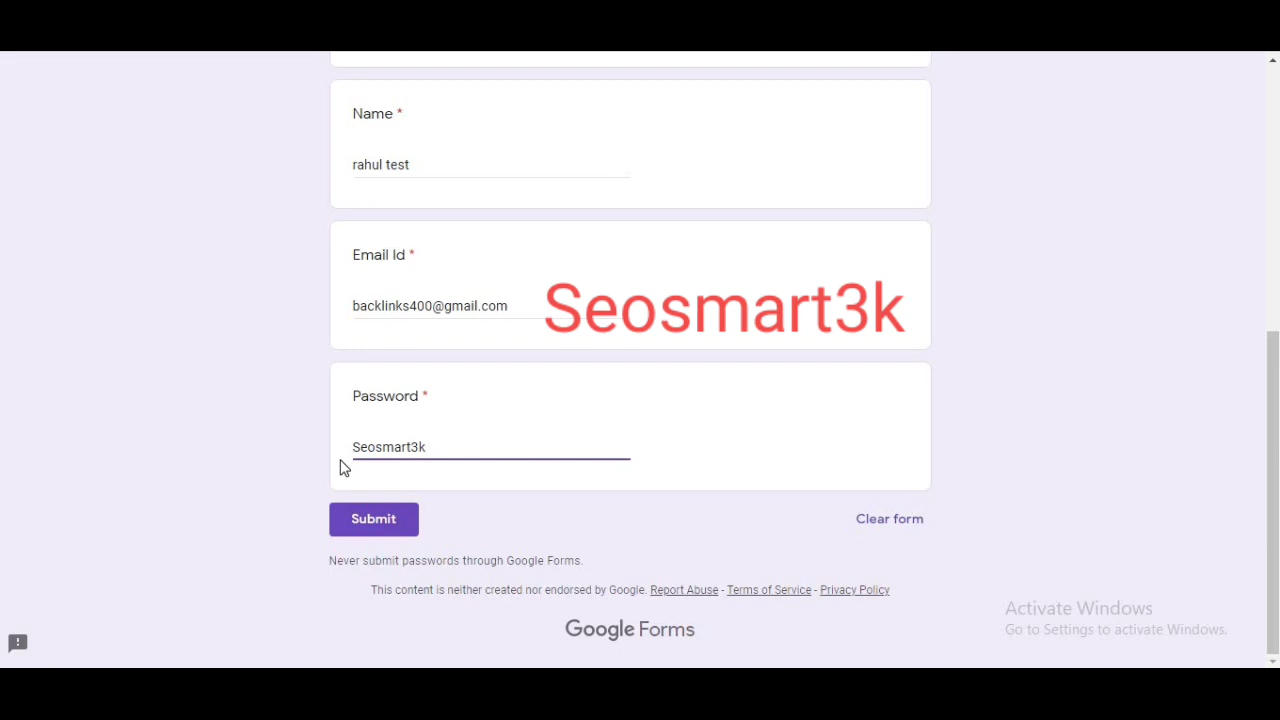 Name *
rahul test
Email Id *
backlinks400@gmail.com
Seosmart3k
Password *
Seosmart3k
Submit
Clear form
Never submit passwords through Google Forms.
This content is neither created nor endorsed by Google. Report Abuse - Terms of Service - Privacy Policy
Google Forms
Activate Windows
Go to Settings to activate Windows.